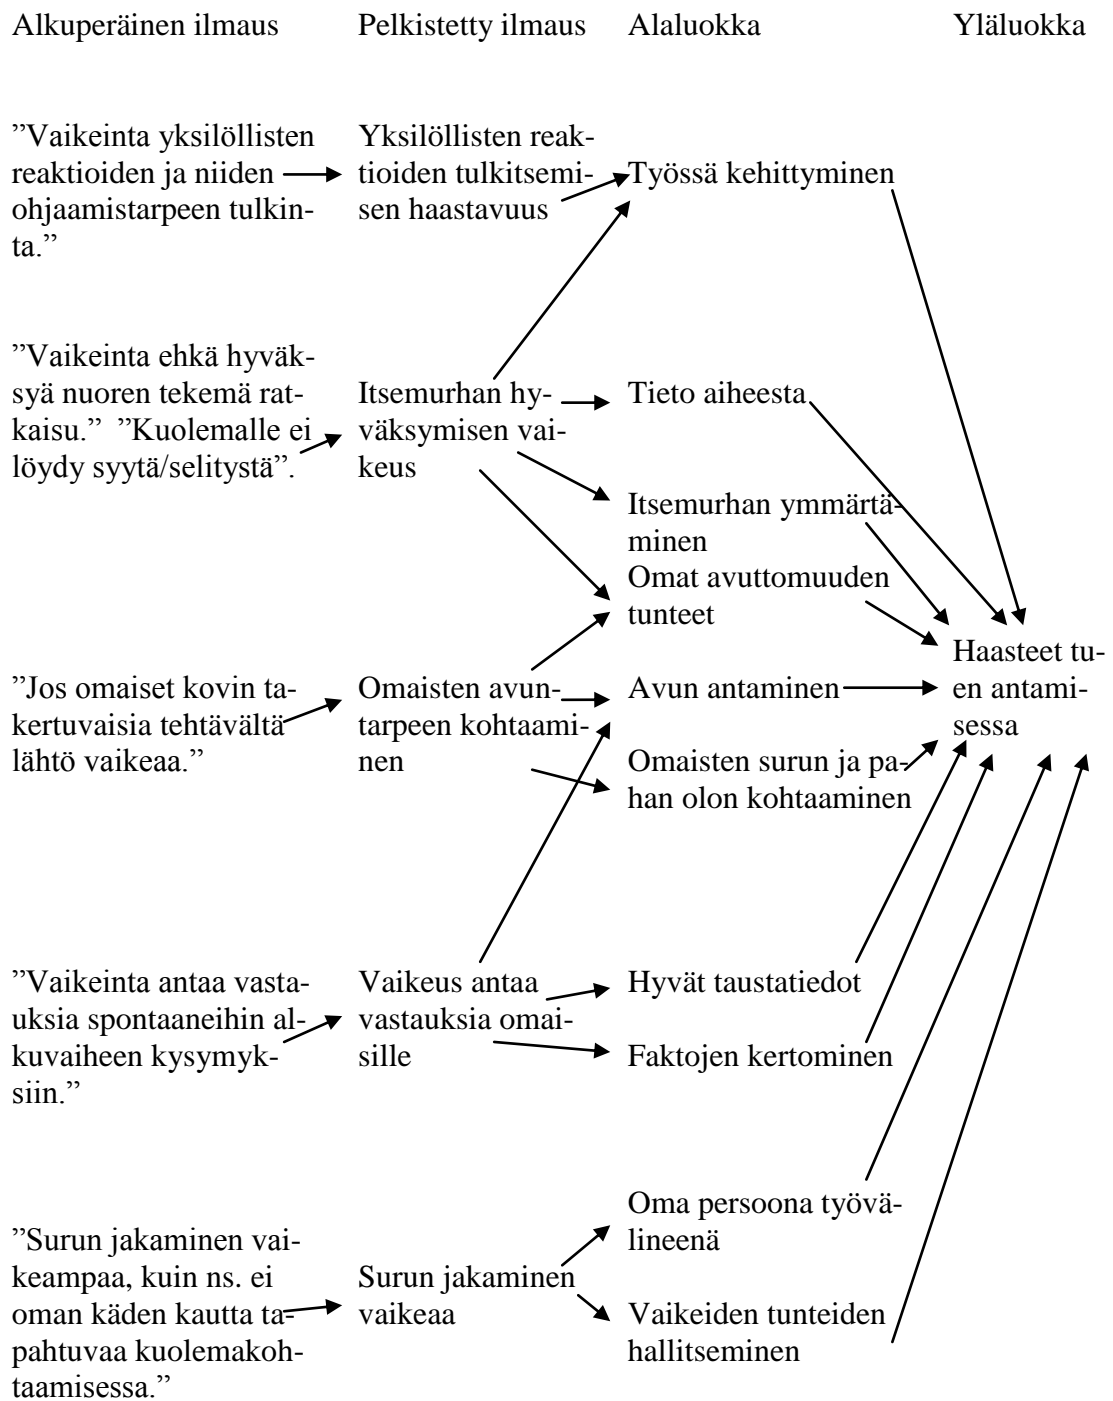 Alkuperäinen ilmaus
Pelkistetty ilmaus
Alaluokka
Yläluokka
”Vaikeinta yksilöllisten
reaktioiden ja niiden
ohjaamistarpeen tulkin-
ta.”
Yksilöllisten reak-
tioiden tulkitsemi-
sen haastavuus
Työssä kehittyminen
”Vaikeinta ehkä hyväk-
syä nuoren tekemä rat-
kaisu.” ”Kuolemalle ei
löydy syytä/selitystä”.
Itsemurhan hy-
väksymisen vai-
keus
Tieto aiheesta
Itsemurhan ymmärtä-
minen
Omat avuttomuuden
tunteet
Haasteet tu-
en antami-
sessa
”Jos omaiset kovin ta-
kertuvaisia tehtävältä
lähtö vaikeaa.”
Omaisten avun-
tarpeen kohtaami-
nen
Avun antaminen
Omaisten surun ja pa-
han olon kohtaaminen
”Vaikeinta antaa vasta-
uksia spontaaneihin al-
kuvaiheen kysymyk-
siin.”
Vaikeus antaa
vastauksia omai-
sille
Hyvät taustatiedot
Faktojen kertominen
”Surun jakaminen vai-
keampaa, kuin ns. ei
oman käden kautta ta-
pahtuvaa kuolemakoh-
taamisessa.”
Surun jakaminen
vaikeaa
Oma persoona työvä-
lineenä
Vaikeiden tunteiden
hallitseminen